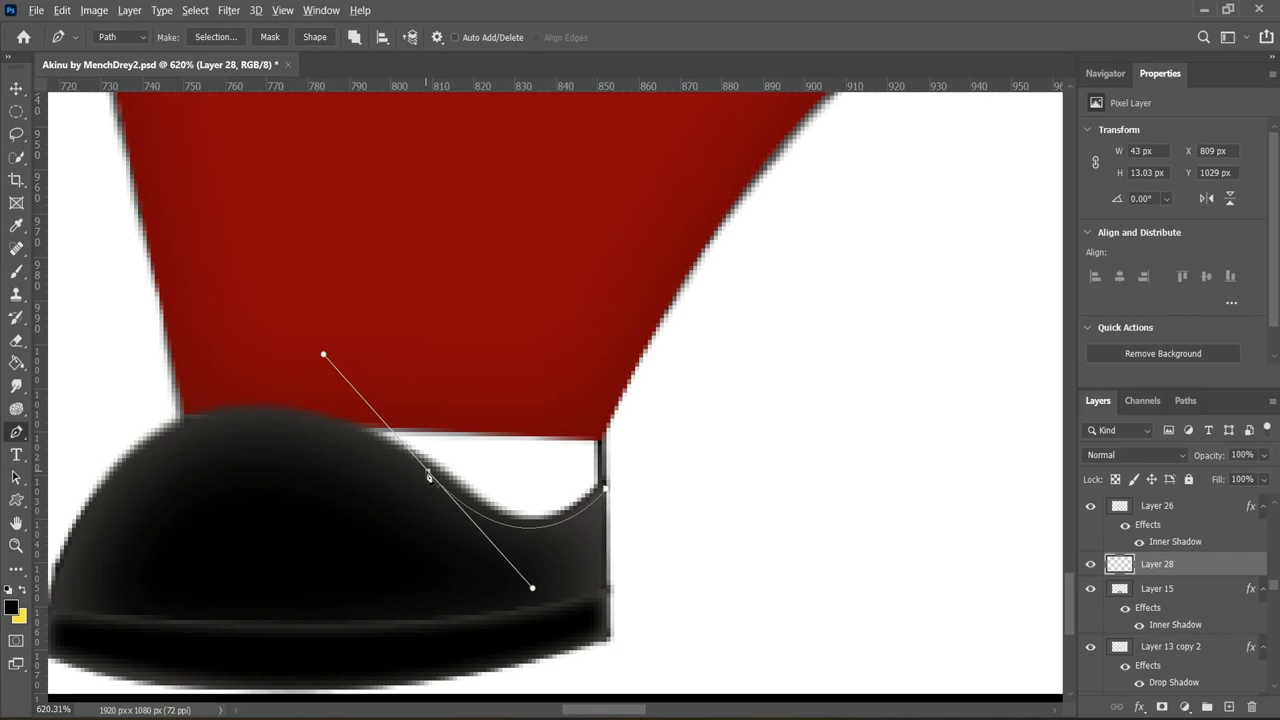 Ps File Edit Image Layer Type Select Filter 3D View Window Help
Path Make: Selection... Mask Shape Auto Add/Delete Align Edges
Akinu by MenchDrey2.psd @ 620% (Layer 28, RGB/8) *
720 730 740 750 760 770 780 790 800 810 820 830 840 850 860 870 880 890 900 910 920 930 940 950 96
Navigator Properties
Pixel Layer
Transform
W 43 px X 809 px
H 13.03 px Y 1029 px
0.00°
Align and Distribute
Align:
Quick Actions
Remove Background
Layers Channels Paths
Kind
Normal Opacity: 100%
Lock: Fill: 100%
Layer 26
Effects
Inner Shadow
Layer 28
Layer 15 fx
Effects
Inner Shadow
Layer 13 copy 2 fx
Effects
Drop Shadow
620.31% 1920 px x 1080 px (72 ppi)